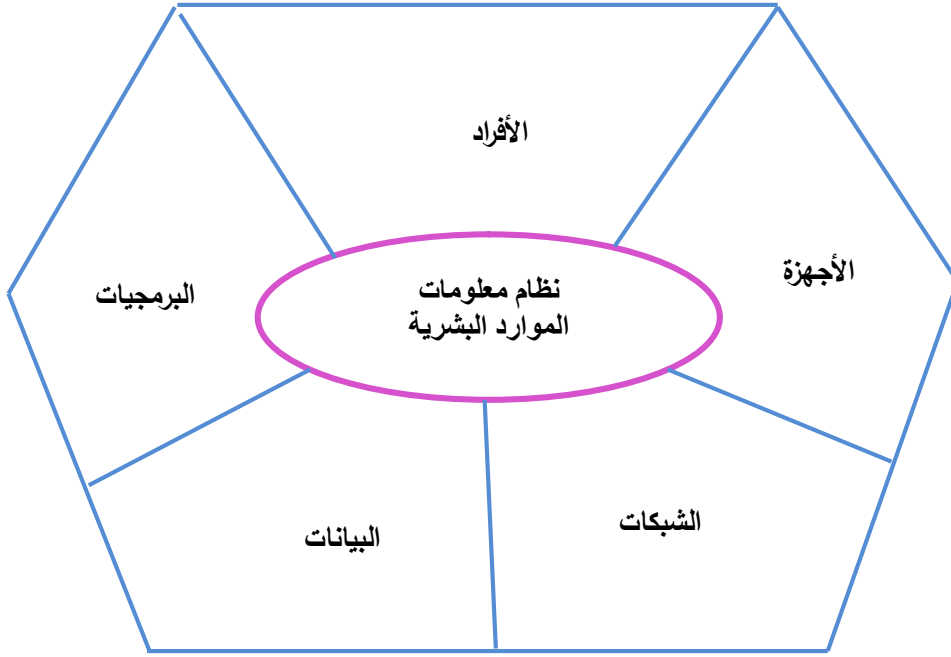 الأفراد
الأجهزة
نظام معلومات
الموارد البشرية
البرمجيات
الشبكات
البيانات